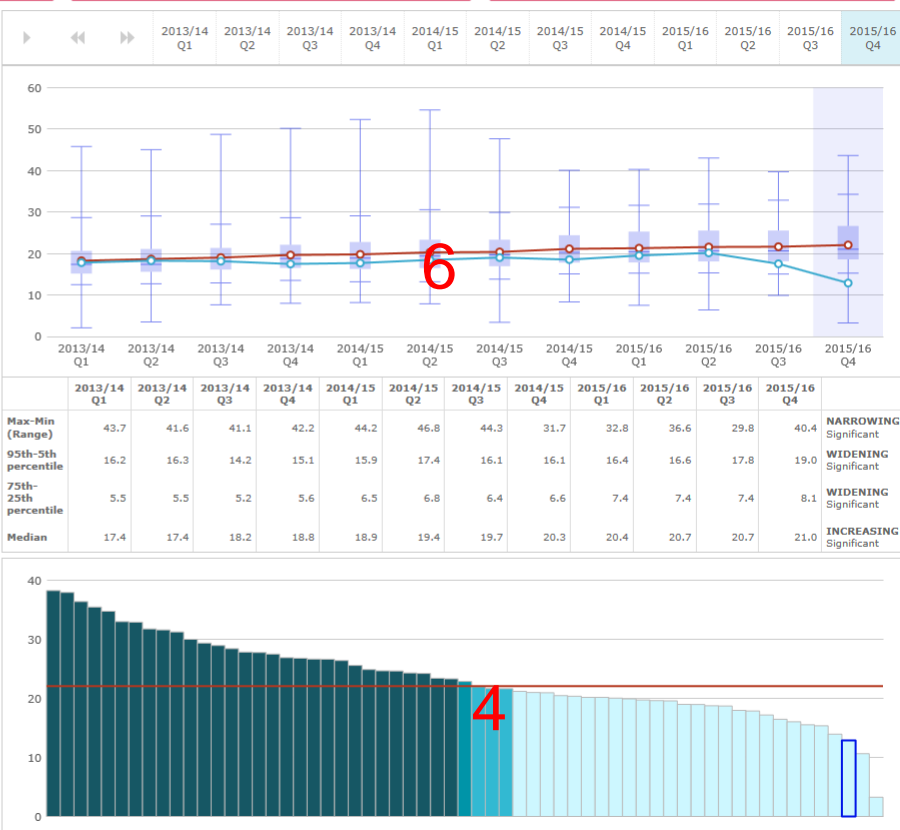 2013/14 2013/14 2013/14 2013/14 2014/15 2014/15 2014/15 2014/15 2015/16 2015/16 2015/16 2015/16
Q1 Q2 Q3 Q4 Q1 Q2 Q3 Q4 Q1 Q2 Q3 Q4
60
50
40
30
20
10
0
6
2013/14 2013/14 2013/14 2013/14 2014/15 2014/15 2014/15 2014/15 2015/16 2015/16 2015/16 2015/16
Q1 Q2 Q3 Q4 Q1 Q2 Q3 Q4 Q1 Q2 Q3 Q4
2013/14 2013/14 2013/14 2013/14 2014/15 2014/15 2014/15 2014/15 2015/16 2015/16 2015/16 2015/16
Q1 Q2 Q3 Q4 Q1 Q2 Q3 Q4 Q1 Q2 Q3 Q4
Max-Min
(Range) 43.7 41.6 41.1 42.2 44.2 46.8 44.3 31.7 32.8 36.6 29.8 40.4 NARROWING
Significant
95th-5th
percentile 16.2 16.3 14.2 15.1 15.9 17.4 16.1 16.1 16.4 16.6 17.8 19.0 WIDENING
Significant
75th-
25th
percentile 5.5 5.5 5.2 5.6 6.5 6.8 6.4 6.6 7.4 7.4 7.4 8.1 WIDENING
Significant
Median 17.4 17.4 18.2 18.8 18.9 19.4 19.7 20.3 20.4 20.7 20.7 21.0 INCREASING
Significant
40
30
20
10
0
4